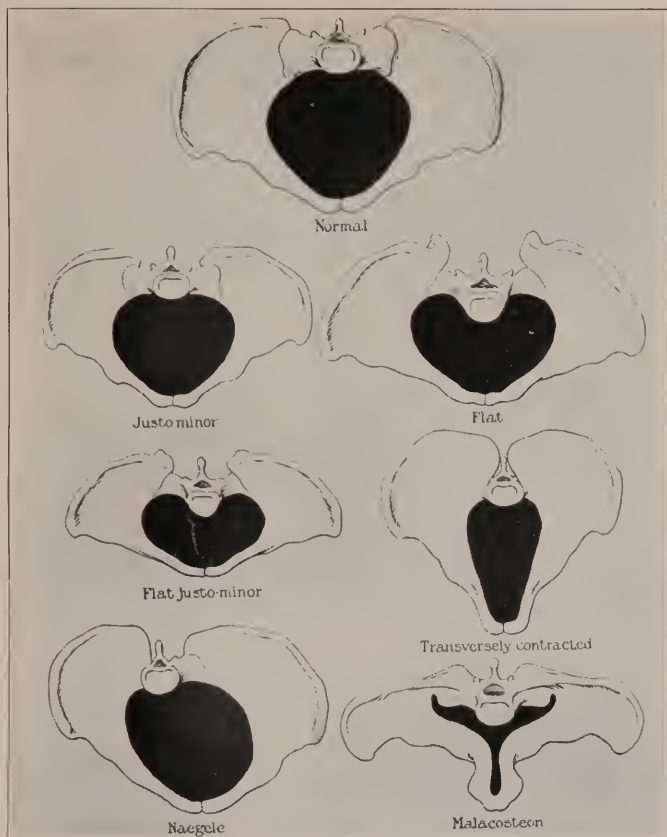 Normal
Justo minor
Flat
Flat justo-minor
Transversely contracted
Naegele
Malacosteon